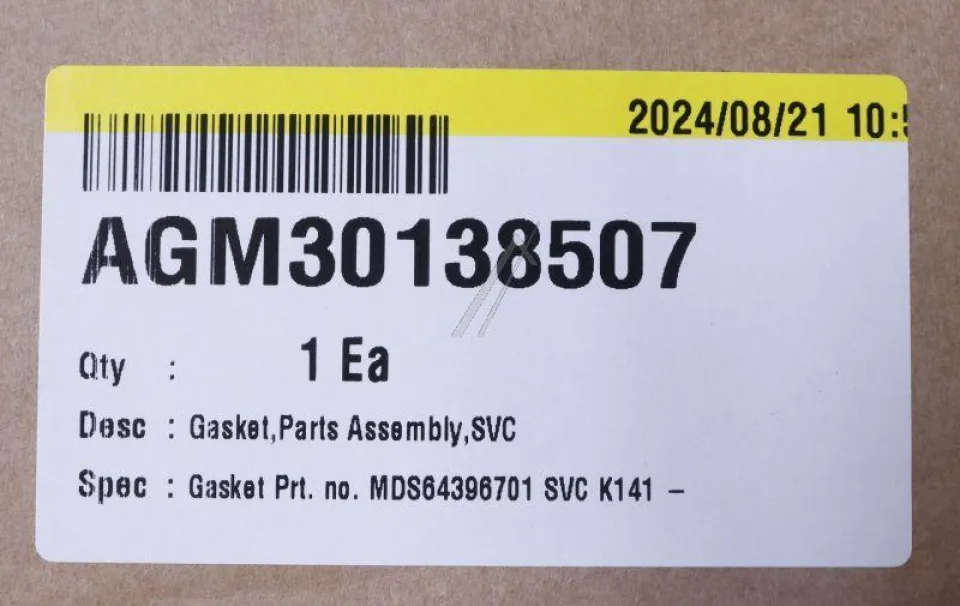 2024/08/21 10:
AGM30138507
Qty : 1 Ea
Desc : Gasket,Parts Assembly,SVC
Spec : Gasket Prt. no. MDS64396701 SVC K141 –